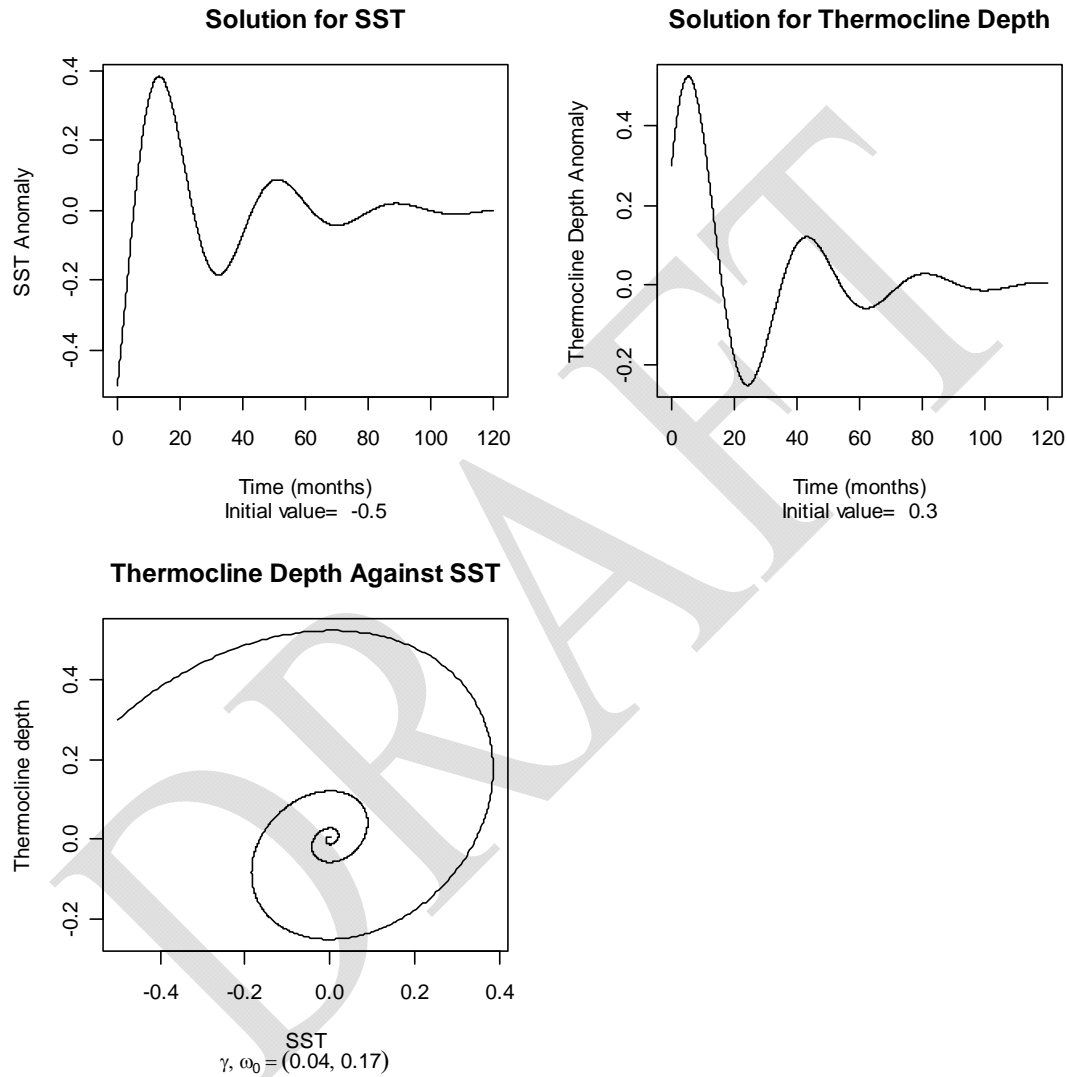 Solution for SST
SST Anomaly
0.4
0.2
0.0
-0.2
-0.4
0 20 40 60 80 100 120
Time (months)
Initial value= -0.5
Solution for Thermocline Depth
Thermocline Depth Anomaly
0.4
0.2
0.0
-0.2
0 20 40 60 80 100 120
Time (months)
Initial value= 0.3
Thermocline Depth Against SST
Thermocline depth
0.4
0.2
0.0
-0.2
-0.4 -0.2 0.0 0.2 0.4
SST
γ, ω₀ = (0.04, 0.17)
DRAFT